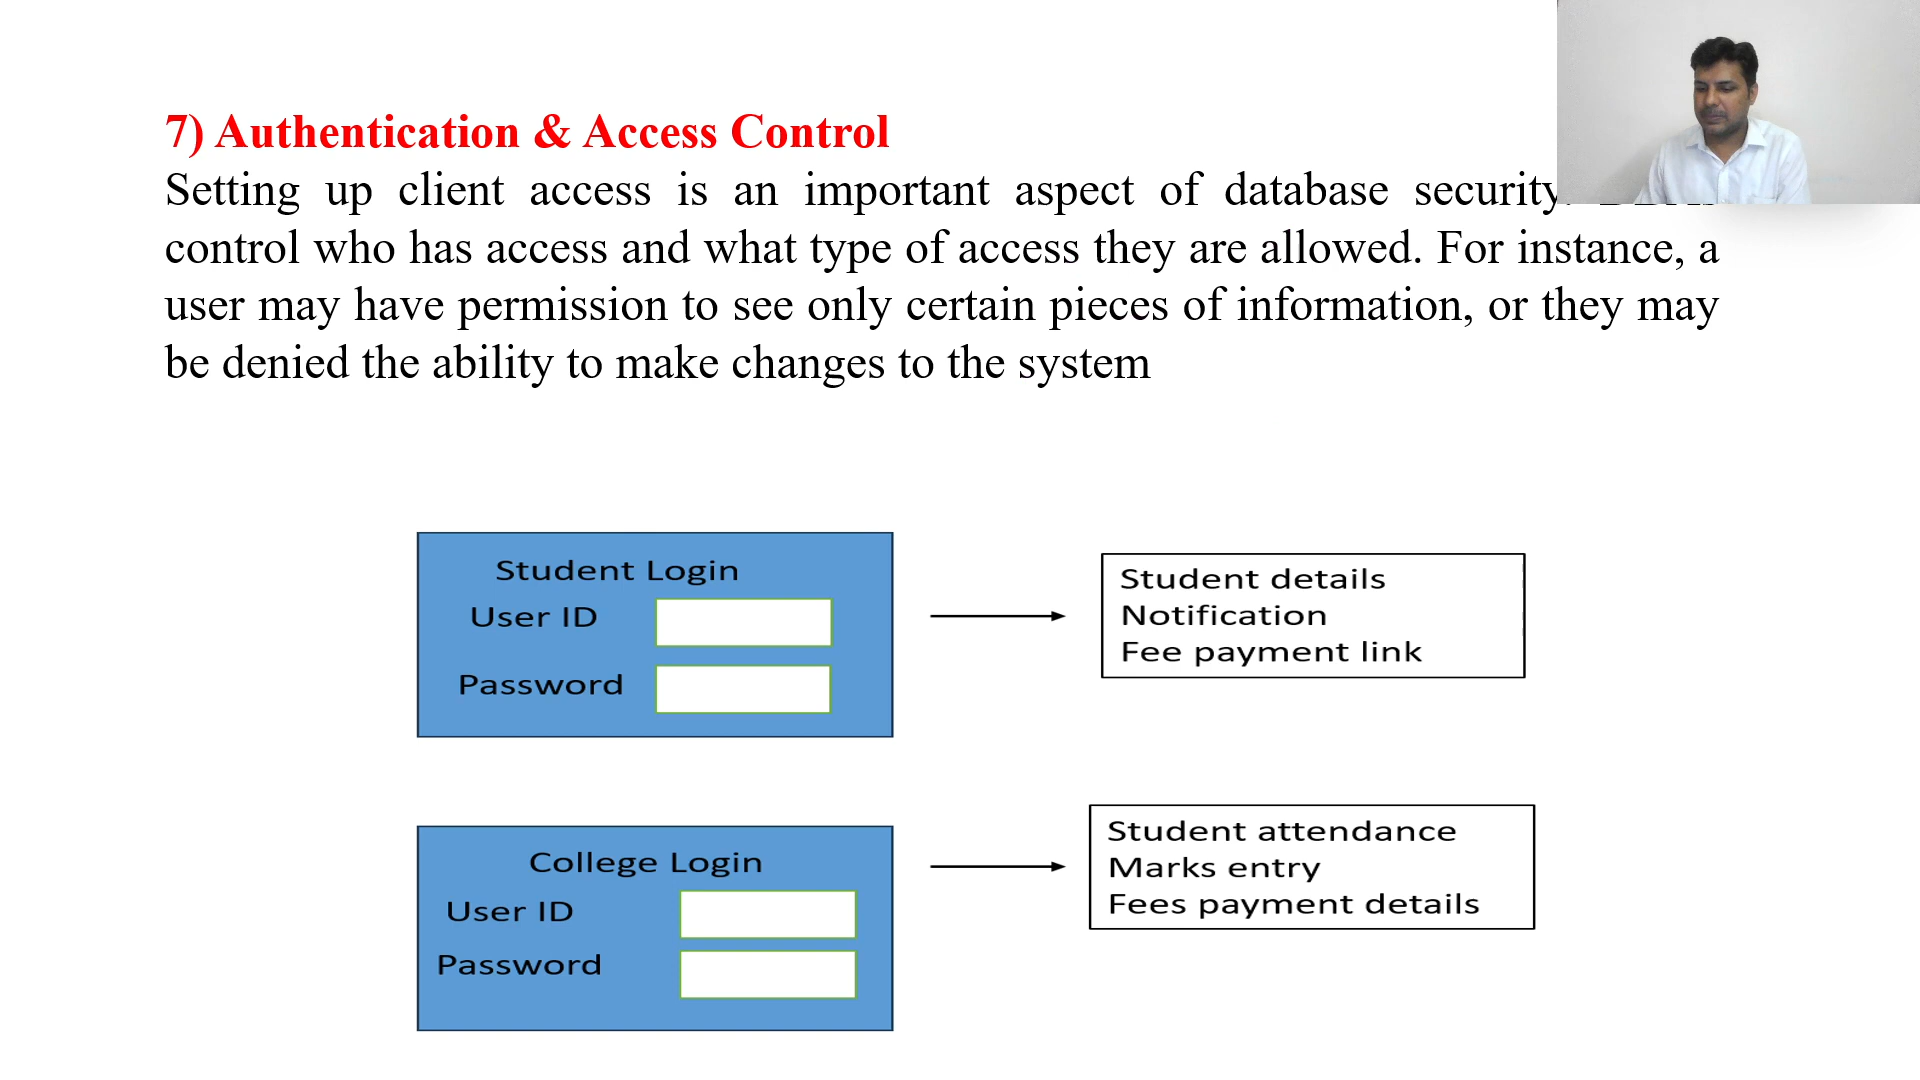 7) Authentication & Access Control
Setting up client access is an important aspect of database security.
control who has access and what type of access they are allowed. For instance, a
user may have permission to see only certain pieces of information, or they may
be denied the ability to make changes to the system
Student Login
User ID
Password
Student details
Notification
Fee payment link
College Login
User ID
Password
Student attendance
Marks entry
Fees payment details